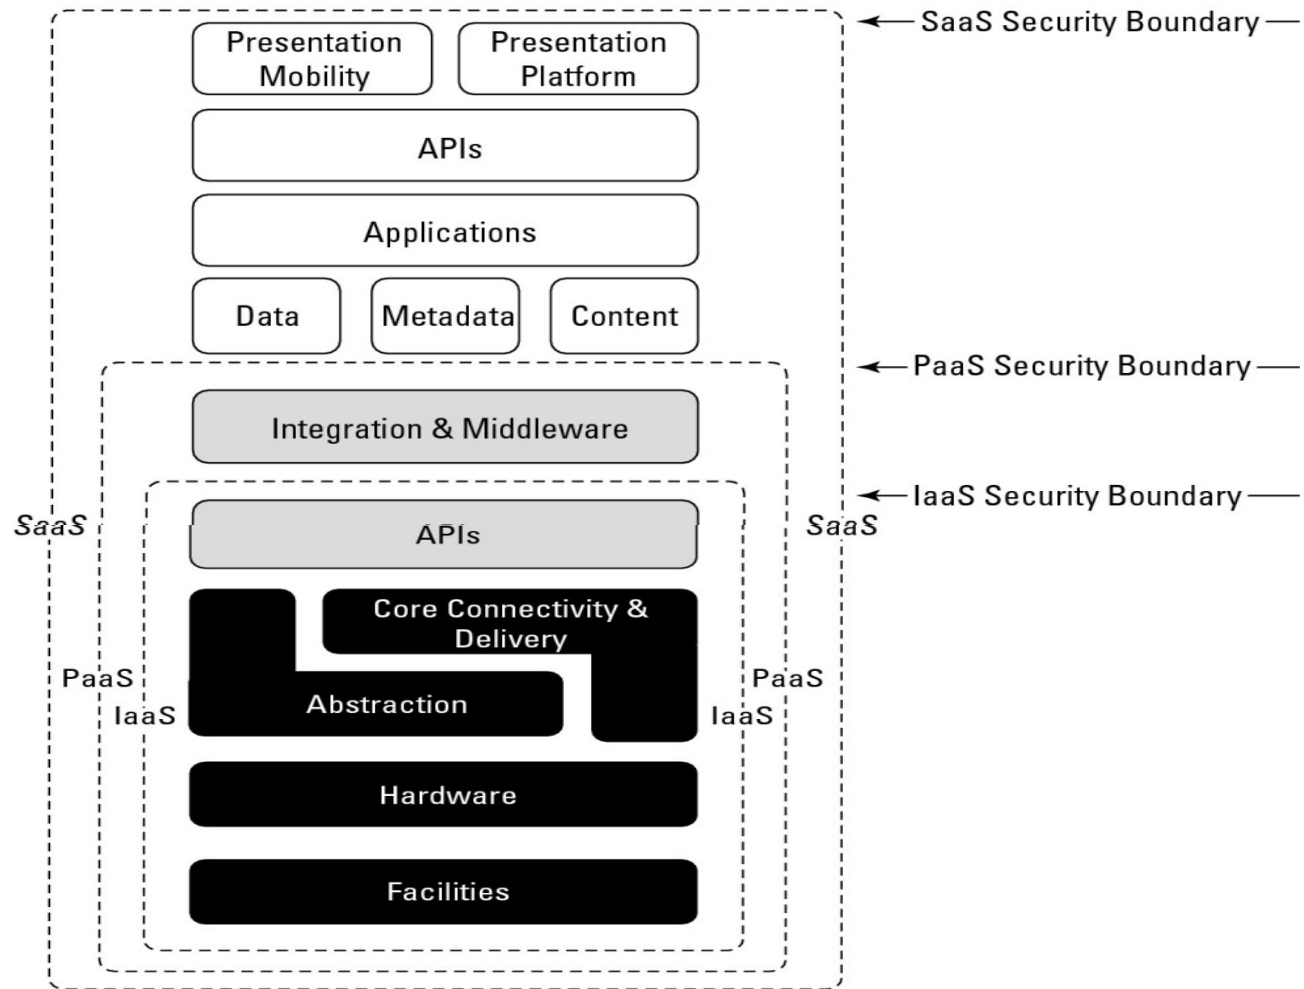 SaaS Security Boundary
Presentation
Mobility
Presentation
Platform
APIs
Applications
Data
Metadata
Content
PaaS Security Boundary
Integration & Middleware
IaaS Security Boundary
SaaS
SaaS
APIs
Core Connectivity &
Delivery
PaaS
PaaS
Abstraction
IaaS
IaaS
Hardware
Facilities